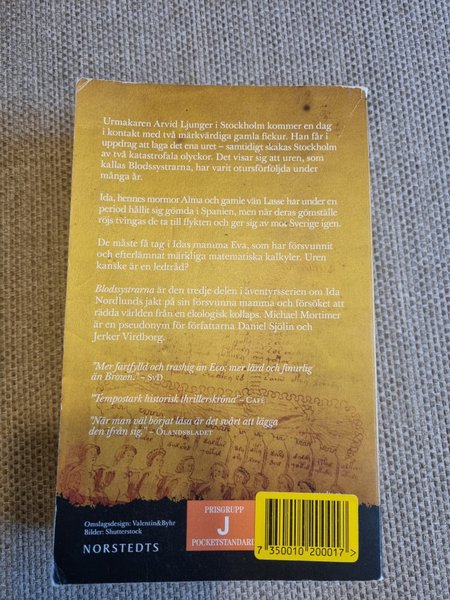 Urmakaren Arvid Ljunger i Stockholm kommer en dag
i kontakt med två märkvärdiga gamla fickur. Han får i
uppdrag att laga det ena uret – samtidigt skakas Stockholm
av två katastrofala olyckor. Det visar sig att uren, som
kallas Blodssystrarna, har varit otursförföljda under
många år.
Ida, hennes mormor Alma och gamle vän Lasse har under en
period hållit sig gömda i Spanien, men när deras gömställe
röjs tvingas de ta till flykten och ger sig av mot Sverige igen.
De måste få tag i Idas mamma Eva, som har försvunnit
och efterlämnat märkliga matematiska kalkyler. Uren
kanske är en ledtråd?
Blodssystrarna är den tredje delen i äventyrsserien om Ida
Nordlunds jakt på sin försvunna mamma och försöket att
rädda världen från en ekologisk kollaps. Michael Mortimer
är en pseudonym för författarna Daniel Sjölin och
Jerker Virdborg.
"Mer fartfylld och trashig än Eco; mer lärd och finurlig
än Brown." – SvD
"Tempostark historisk thrillerskröna" – Café
"När man väl börjat läsa är det svårt att lägga
den ifrån sig." – Ölandsbladet
Omslagsdesign: Valentin&Byhr
Bilder: Shutterstock
NORSTEDTS
PRISGRUPP
J
POCKETSTANDARD
7 350010 200017 >